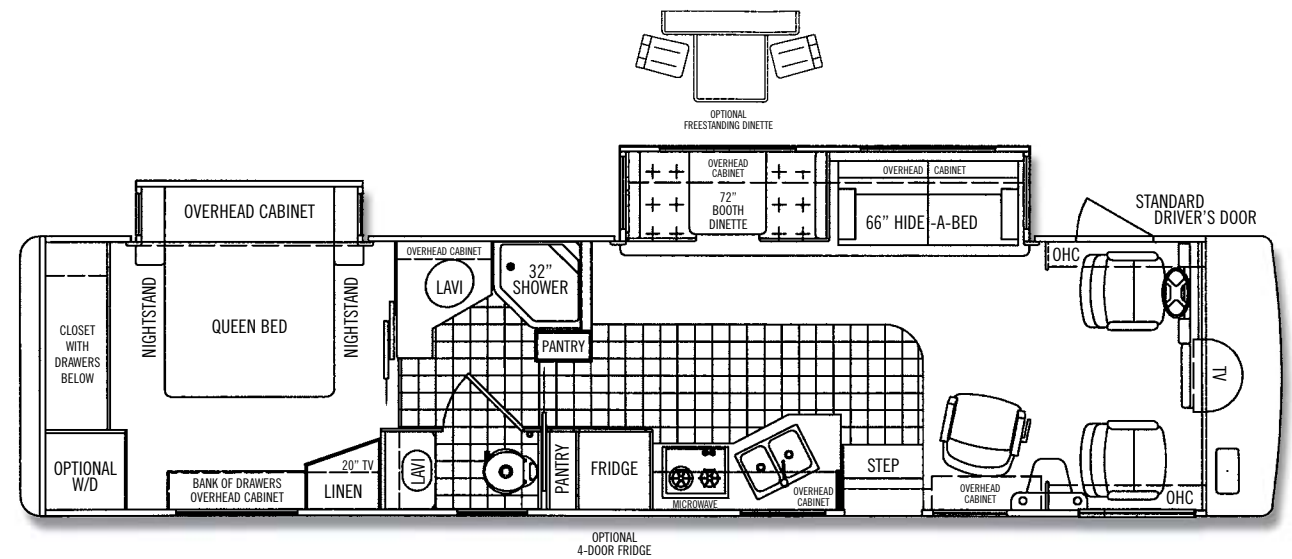 OPTIONAL
FREESTANDING DINETTE
OVERHEAD
CABINET
72”
BOOTH
DINETTE
OVERHEAD CABINET
66” HIDE-A-BED
STANDARD
DRIVER’S DOOR
OVERHEAD CABINET
NIGHTSTAND
QUEEN BED
NIGHTSTAND
CLOSET
WITH
DRAWERS
BELOW
OVERHEAD CABINET
LAVI
32”
SHOWER
PANTRY
OHC
TV
OPTIONAL
W/D
BANK OF DRAWERS
OVERHEAD CABINET
20” TV
LINEN
LAVI
PANTRY
FRIDGE
MICROWAVE
OVERHEAD
CABINET
STEP
OVERHEAD
CABINET
OHC
OPTIONAL
4-DOOR FRIDGE